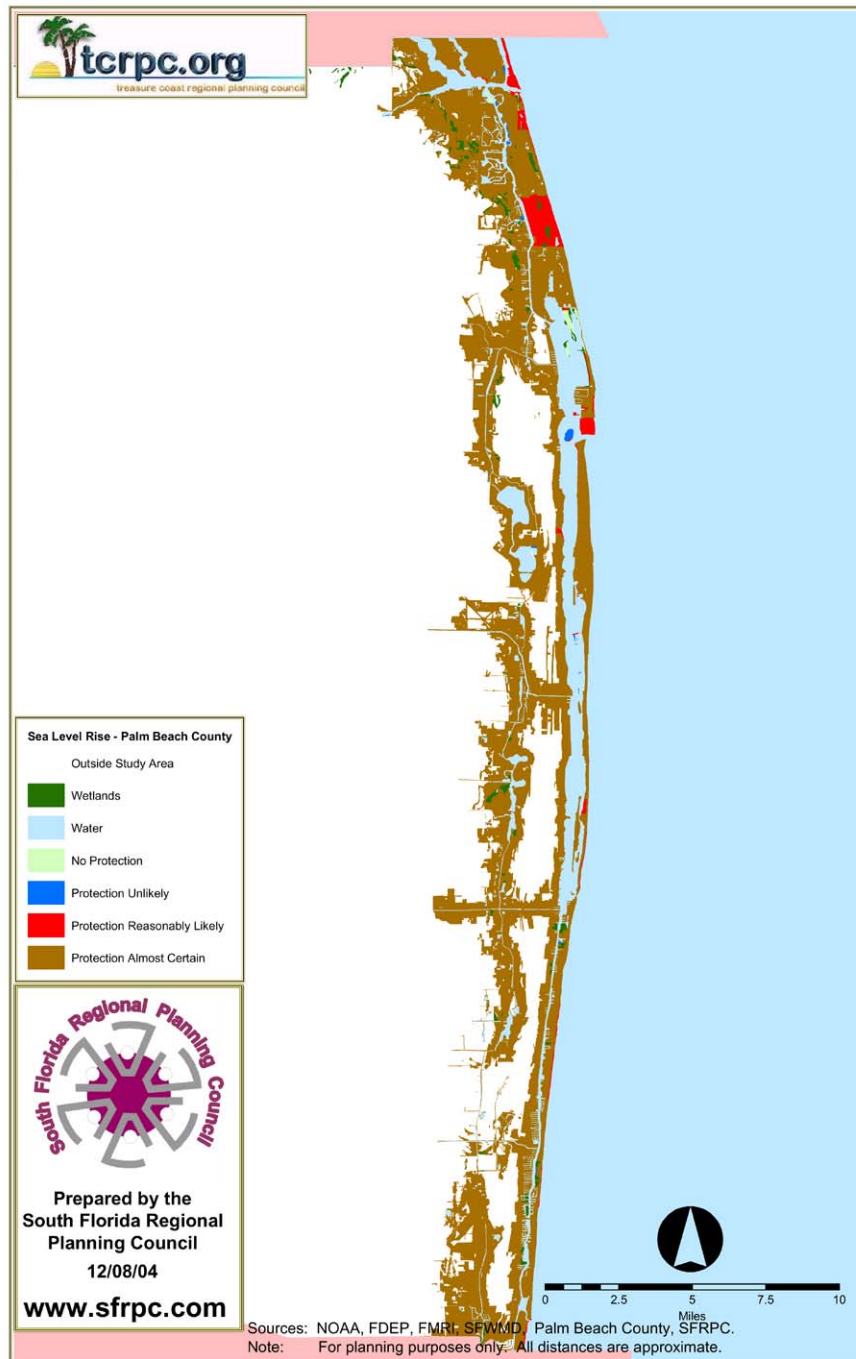 tcrpc.org
treasure coast regional planning council
Sea Level Rise - Palm Beach County
Outside Study Area
Wetlands
Water
No Protection
Protection Unlikely
Protection Reasonably Likely
Protection Almost Certain
South Florida Regional Planning Council
Prepared by the
South Florida Regional
Planning Council
12/08/04
www.sfrpc.com
0 2.5 5 7.5 10
Miles
Sources: NOAA, FDEP, FMRI, SFWMD, Palm Beach County, SFRPC.
Note: For planning purposes only. All distances are approximate.